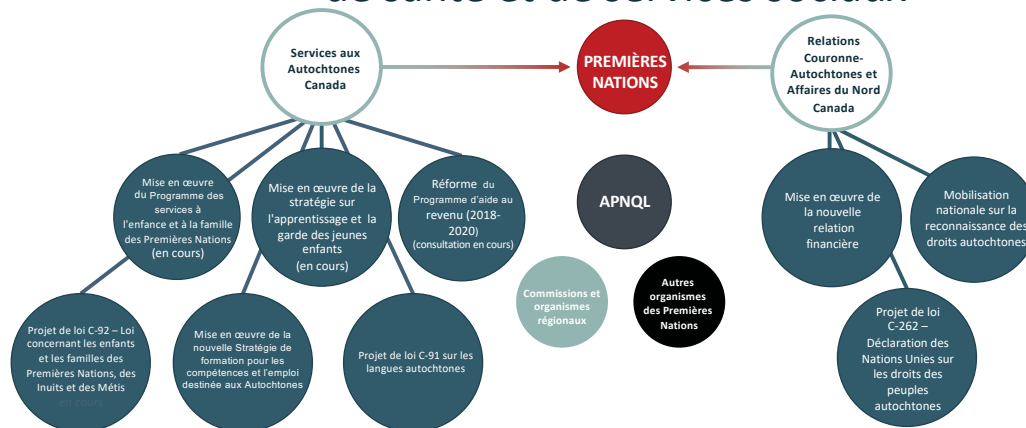 de santé et de services sociaux
Services aux
Autochtones
Canada
PREMIÈRES
NATIONS
Relations
Couronne-
Autochtones et
Affaires du Nord
Canada
Mise en œuvre
du Programme des
services à
l'enfance et à la famille
des Premières Nations
(en cours)
Mise en œuvre de la
stratégie sur
l'apprentissage et la
garde des jeunes
enfants
(en cours)
Réforme du
Programme d'aide au
revenu (2018-
2020)
(consultation en cours)
APNQL
Mise en œuvre de
la nouvelle
relation
financière
Mobilisation
nationale sur la
reconnaissance des
droits autochtones
Commissions et
organismes
régionaux
Autres
organismes
des Premières
Nations
Projet de loi C-92 – Loi
concernant les enfants
et les familles des
Premières Nations, des
Inuits et des Métis
en cours
Mise en œuvre de la
nouvelle Stratégie de
formation pour les
compétences et l'emploi
destinée aux Autochtones
Projet de loi C-91 sur les
langues autochtones
Projet de loi
C-262 –
Déclaration des
Nations Unies sur
les droits des
peuples
autochtones